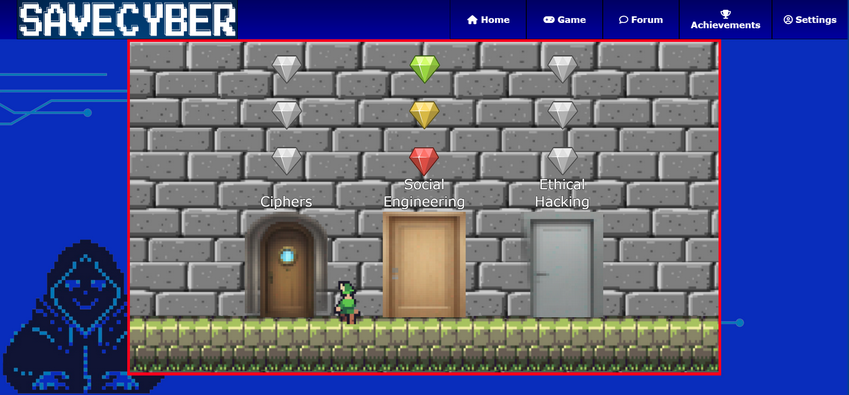 SAVECYBER
Home
Game
Forum
Achievements
Settings
Ciphers
Social
Engineering
Ethical
Hacking